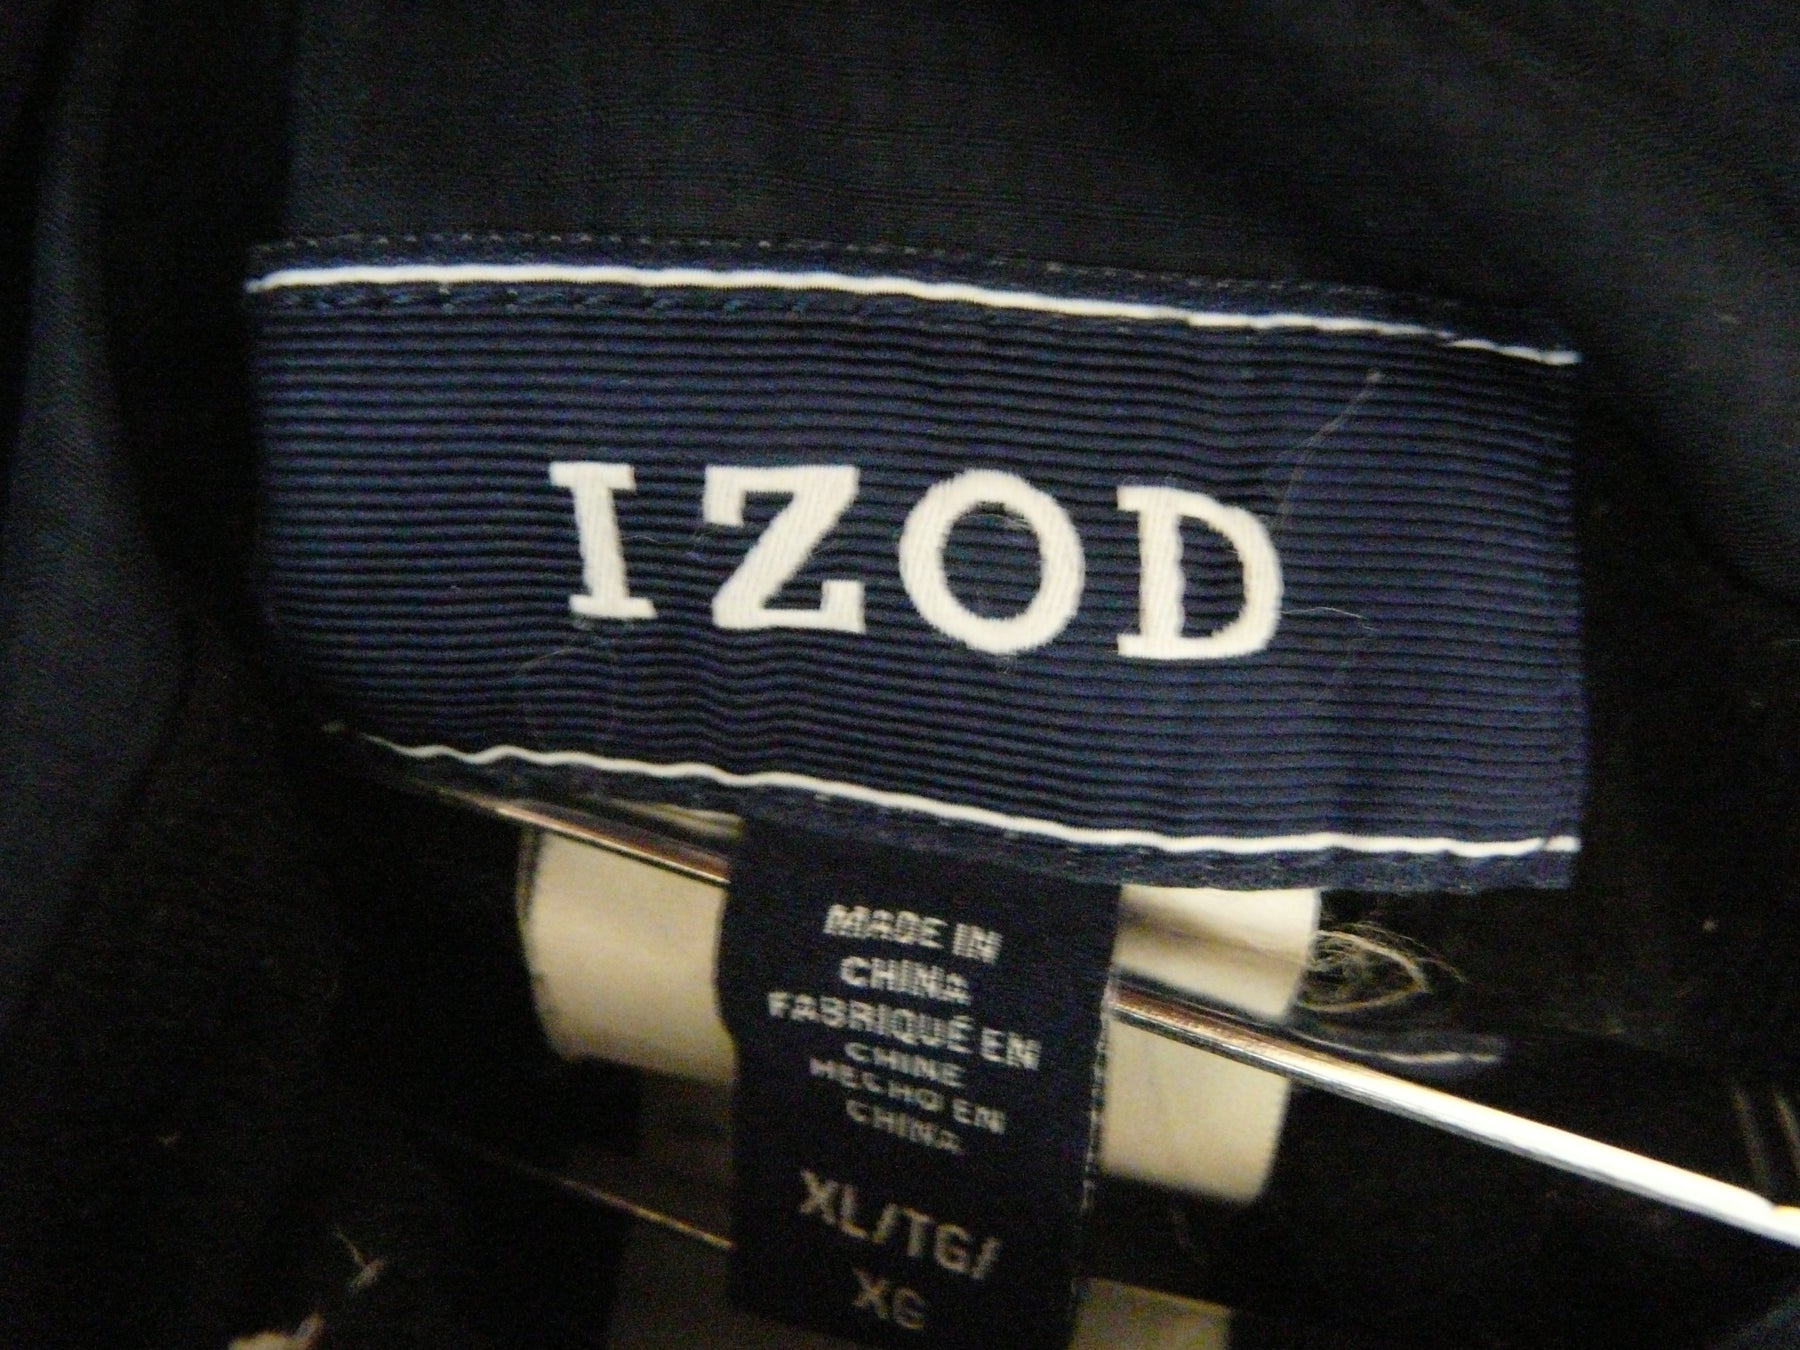 IZOD
MADE IN
CHINA
FABRIQUÉ EN
CHINE
HECHO EN
CHINA
XL/TG/
XG